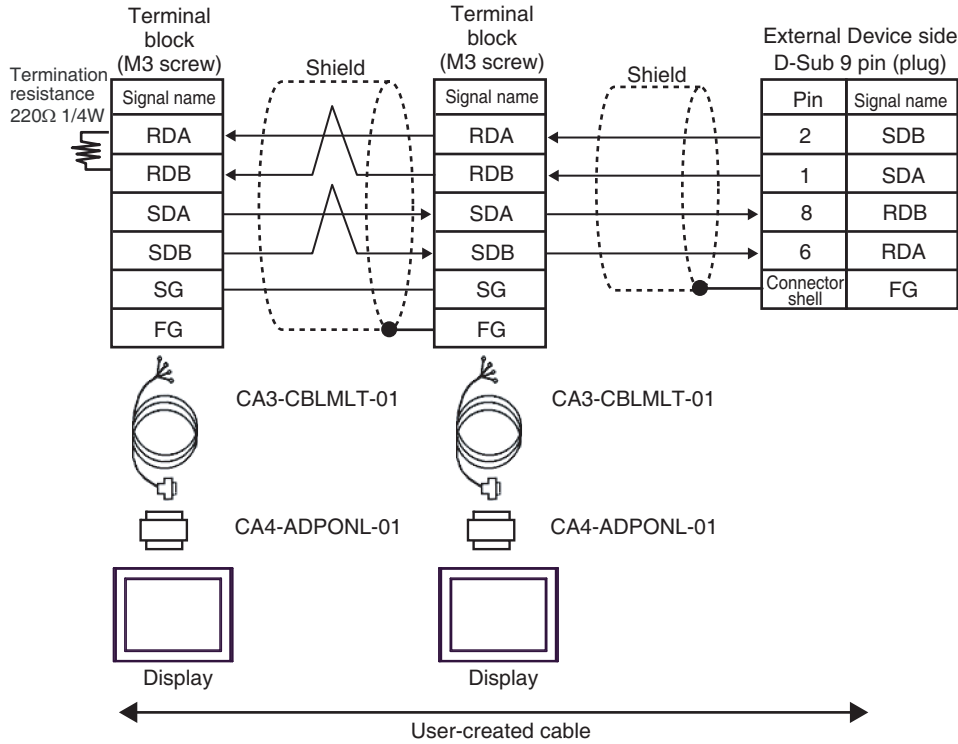 Terminal
block
(M3 screw)
Terminal
block
(M3 screw)
External Device side
D-Sub 9 pin (plug)
Termination
resistance
220Ω 1/4W
Shield
Shield
Signal name
Signal name
Pin
Signal name
RDA
RDA
2
SDB
RDB
RDB
1
SDA
SDA
SDA
8
RDB
SDB
SDB
6
RDA
SG
SG
Connector
shell
FG
FG
FG
CA3-CBLMLT-01
CA3-CBLMLT-01
CA4-ADPONL-01
CA4-ADPONL-01
Display
Display
User-created cable